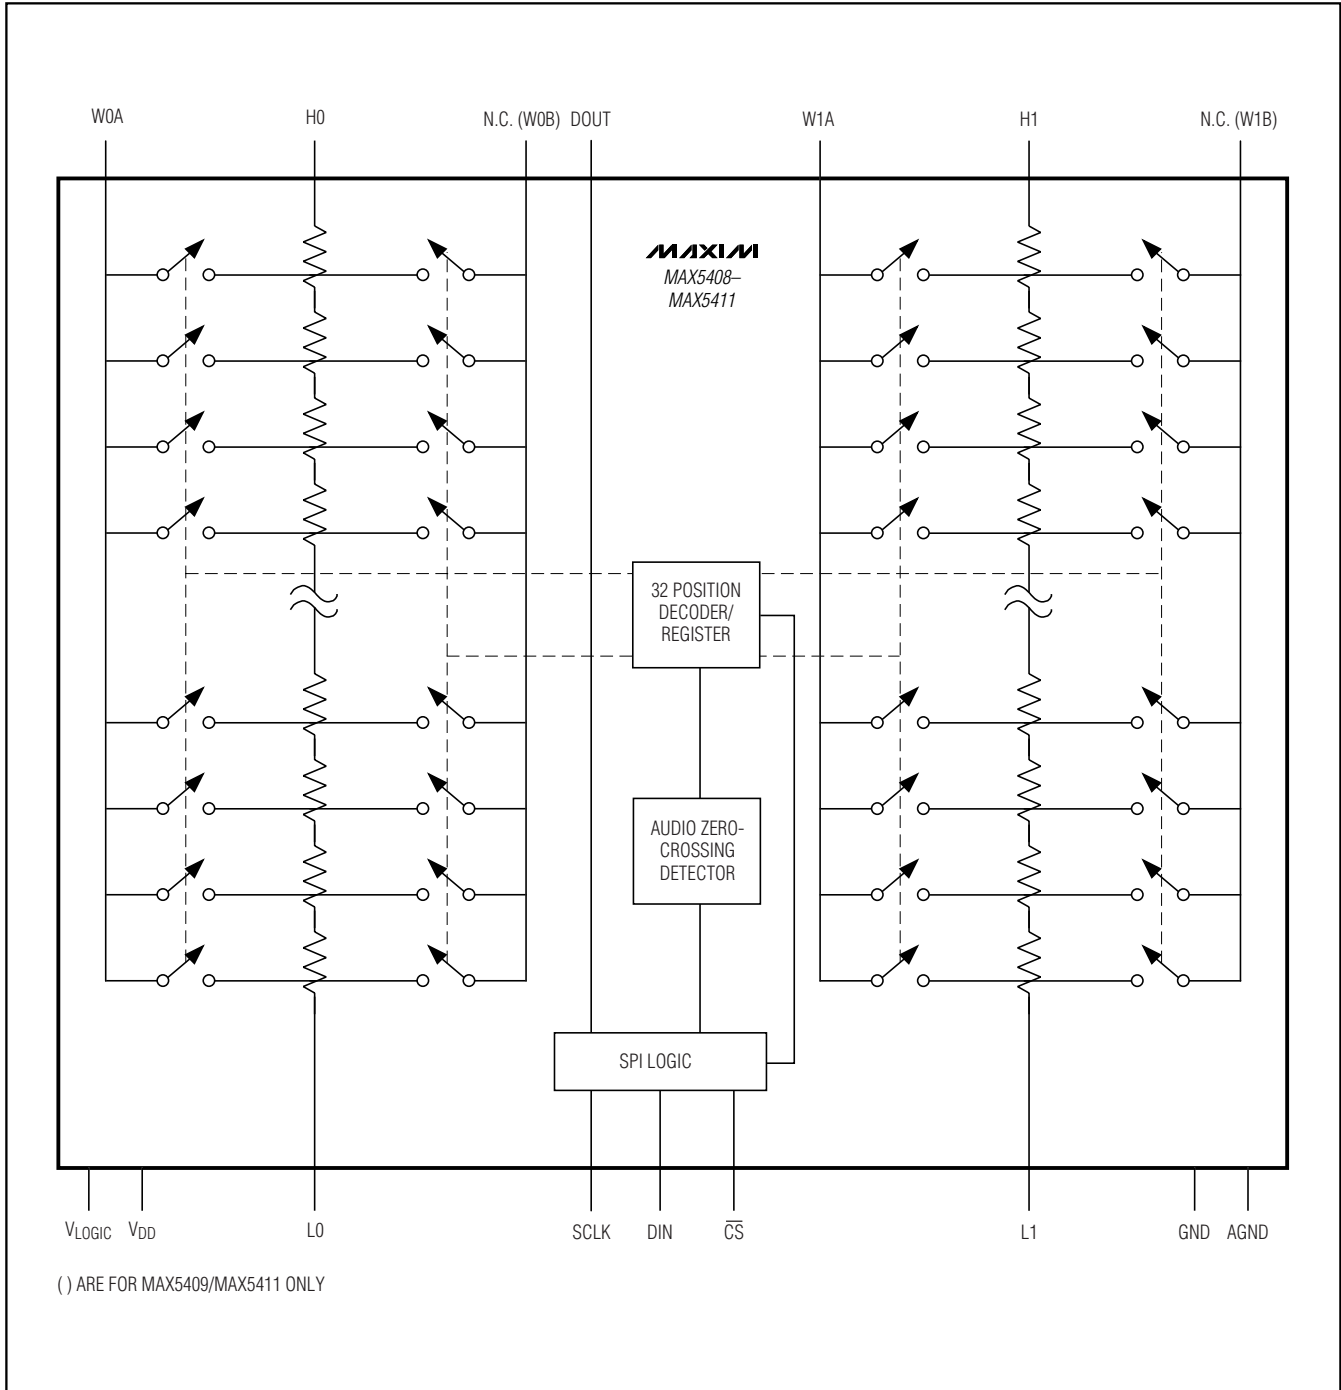 W0A H0 N.C. (W0B) DOUT W1A H1 N.C. (W1B)
MAXIM
MAX5408–
MAX5411
32 POSITION
DECODER/
REGISTER
AUDIO ZERO-
CROSSING
DETECTOR
SPI LOGIC
VLOGIC VDD L0 SCLK DIN C̅S̅ L1 GND AGND
( ) ARE FOR MAX5409/MAX5411 ONLY